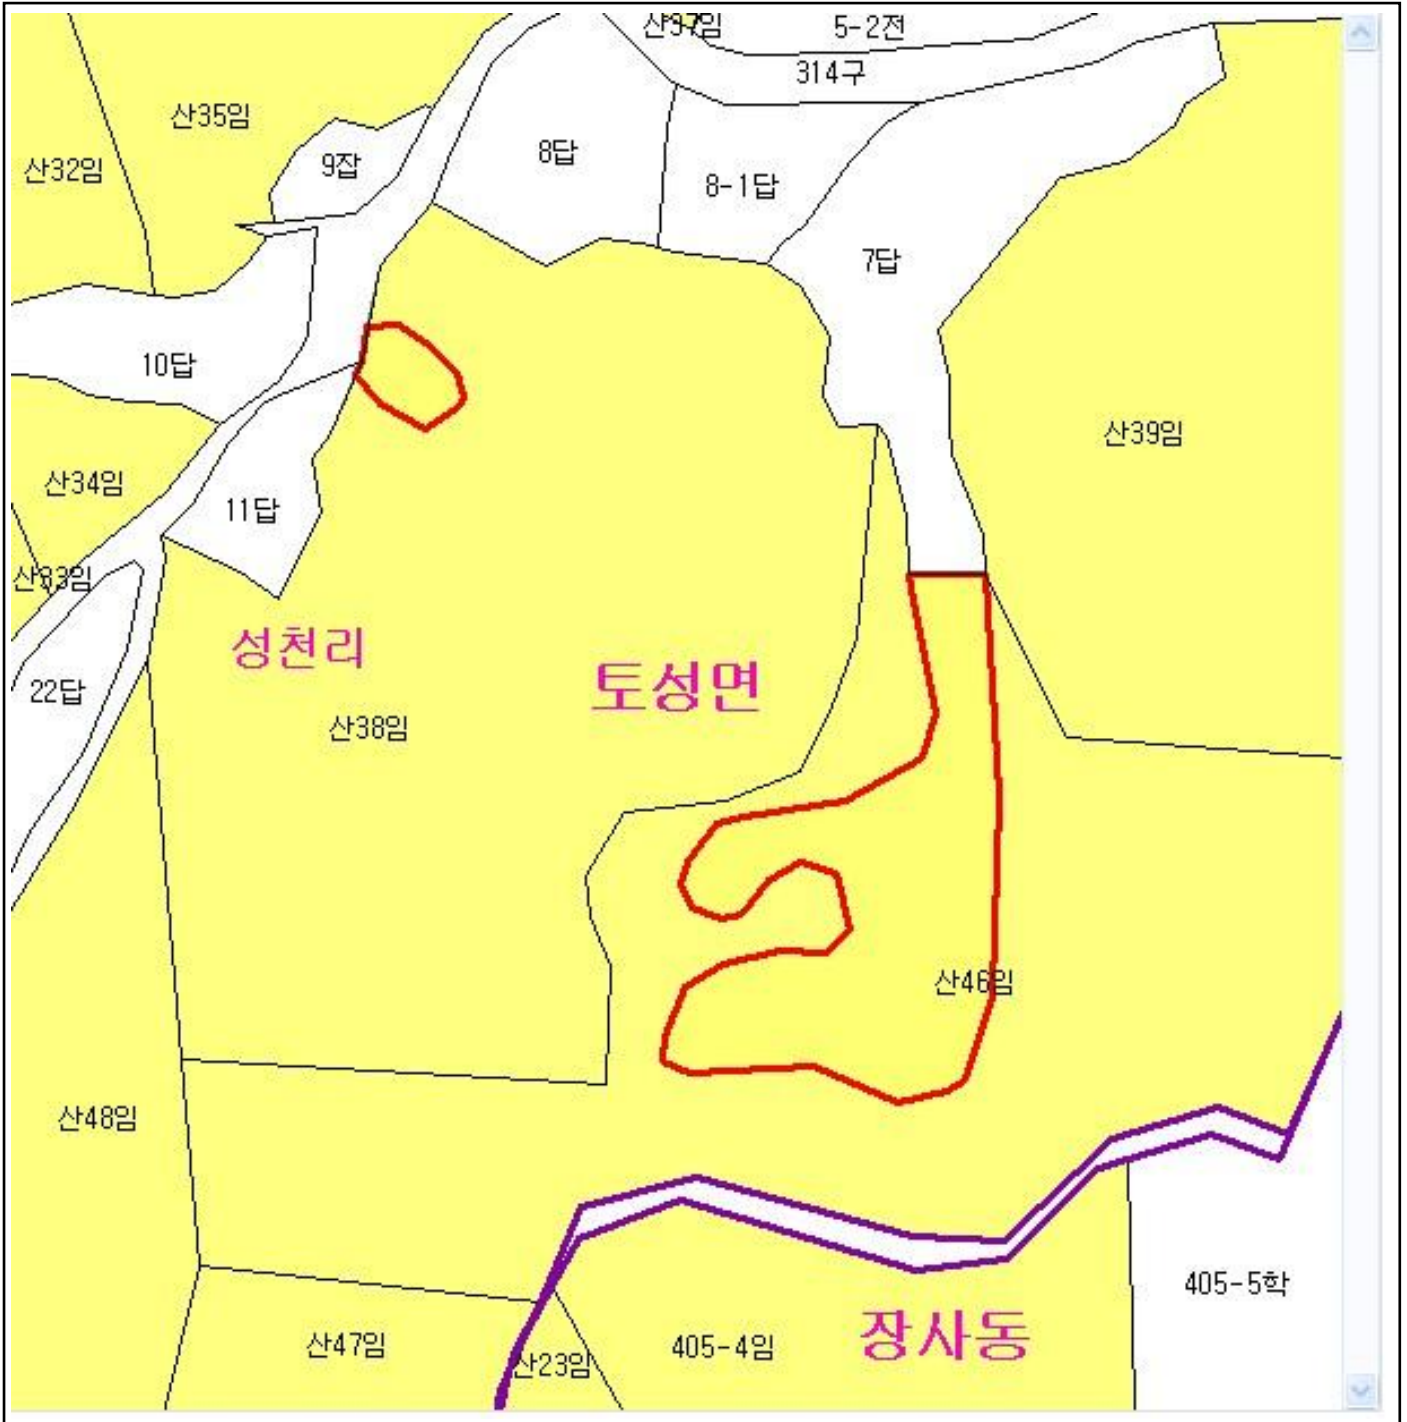 산97임
5-2전
314구
산35임
9잡
8답
산32임
8-1답
7답
10답
산39임
산34임
11답
산33임
성천리
토성면
22답
산38임
산46임
산48임
405-5학
장사동
산47임
405-4임
산23임